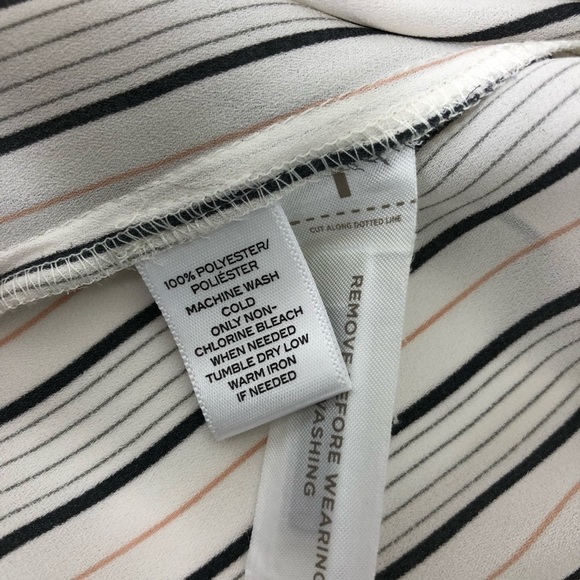 100% POLYESTER/
POLIÉSTER
MACHINE WASH
COLD
ONLY NON-
CHLORINE BLEACH
WHEN NEEDED
TUMBLE DRY LOW
WARM IRON
IF NEEDED
CUT ALONG DOTTED LINE
REMOVE EFORE WEARING
WASHING